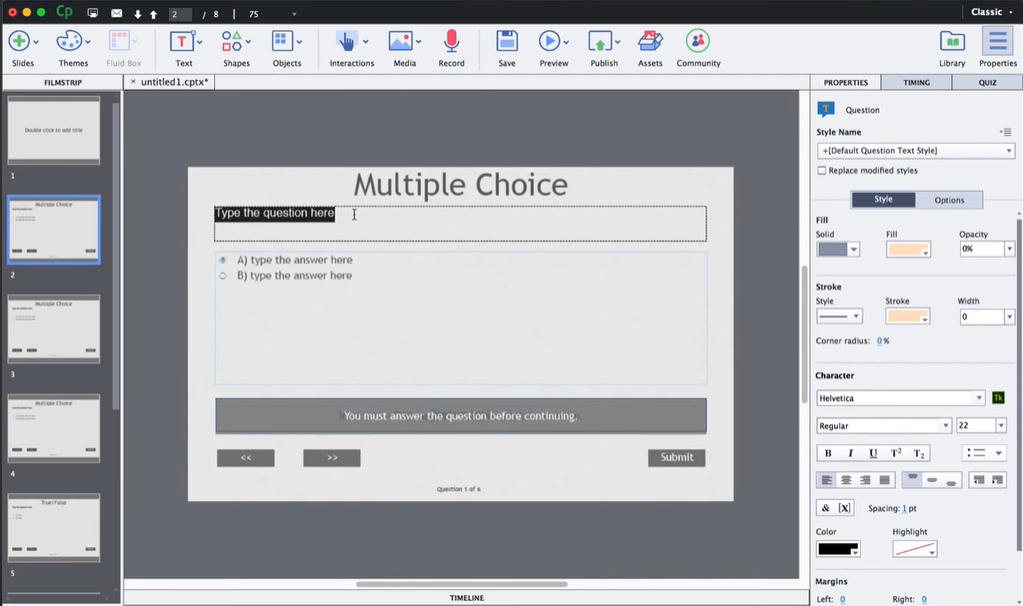 Cp
2 / 8 | 75
Classic
Slides
Themes
Fluid Box
Text
Shapes
Objects
Interactions
Media
Record
Save
Preview
Publish
Assets
Community
Library
Properties
FILMSTRIP
× untitled1.cptx*
PROPERTIES
TIMING
QUIZ
Double click to add title
1
Multiple Choice
2
Multiple Choice
3
Multiple Choice
4
True/False
5
Multiple Choice
Type the question here
A) type the answer here
B) type the answer here
You must answer the question before continuing.
<<
>>
Submit
Question 1 of 6
TIMELINE
Question
Style Name
+[Default Question Text Style]
Replace modified styles
Style
Options
Fill
Solid
Fill
Opacity
0%
Stroke
Style
Stroke
Width
0
Corner radius: 0 %
Character
Helvetica
Tk
Regular
22
B I U T² T₂
& [X]
Spacing: 1 pt
Color
Highlight
Margins
Left: 0
Right: 0